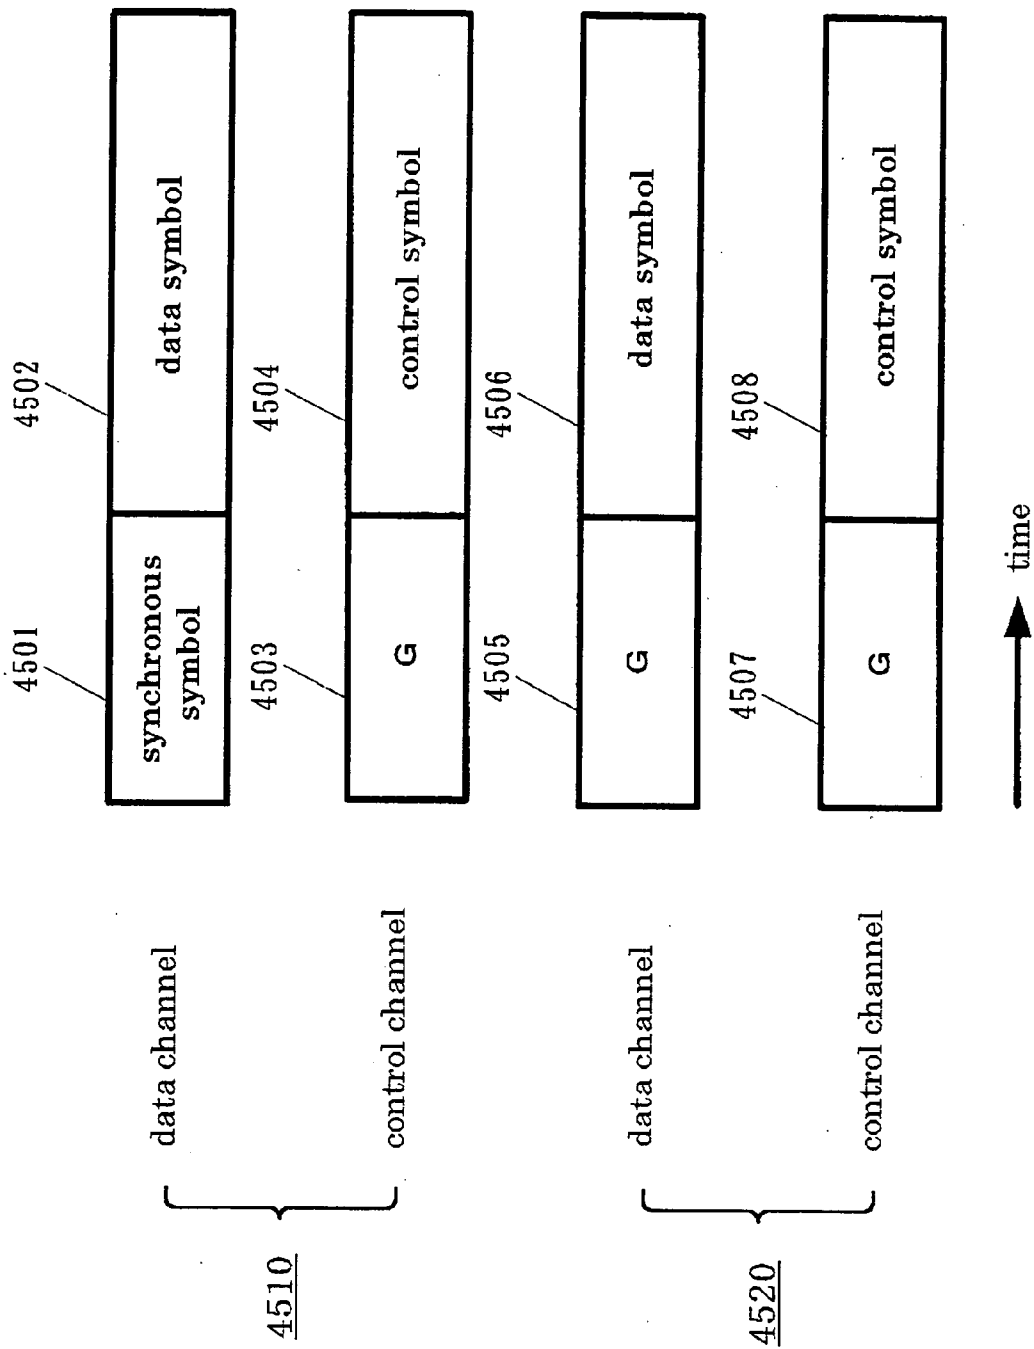 4501
4502
data channel
synchronous
symbol
data symbol
4510
4503
4504
control channel
G
control symbol
4505
4506
data channel
G
data symbol
4520
4507
4508
control channel
G
control symbol
time